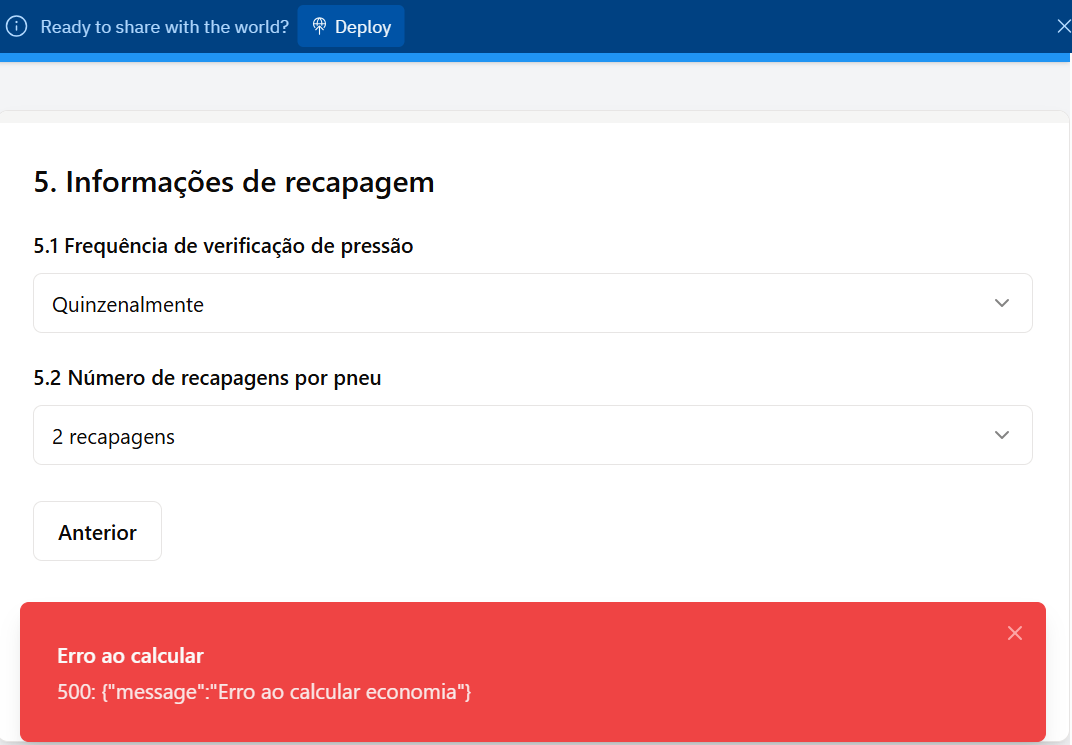 Ready to share with the world? Deploy
5. Informações de recapagem
5.1 Frequência de verificação de pressão
Quinzenalmente
5.2 Número de recapagens por pneu
2 recapagens
Anterior
Erro ao calcular
500: {"message":"Erro ao calcular economia"}